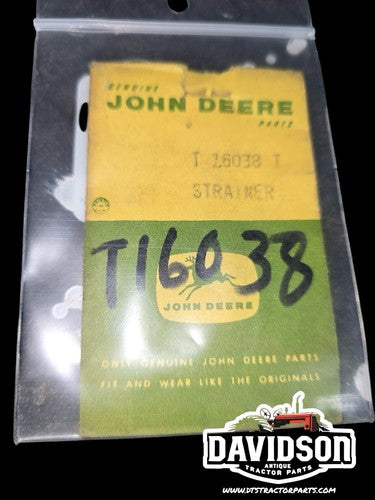 GENUINE
JOHN DEERE
PARTS
T 16038 T
STRAINER
T16038
JOHN DEERE
ONLY GENUINE JOHN DEERE PARTS
FIT AND WEAR LIKE THE ORIGINALS
DAVIDSON
ANTIQUE
TRACTOR PARTS
WWW.DTSTRACTORPARTS.COM